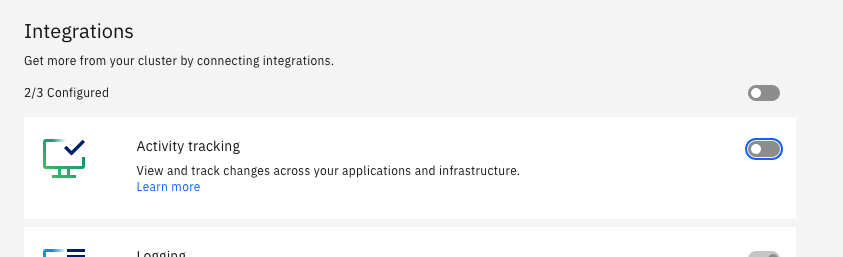 Integrations
Get more from your cluster by connecting integrations.
2/3 Configured
Activity tracking
View and track changes across your applications and infrastructure.
Learn more
Logging